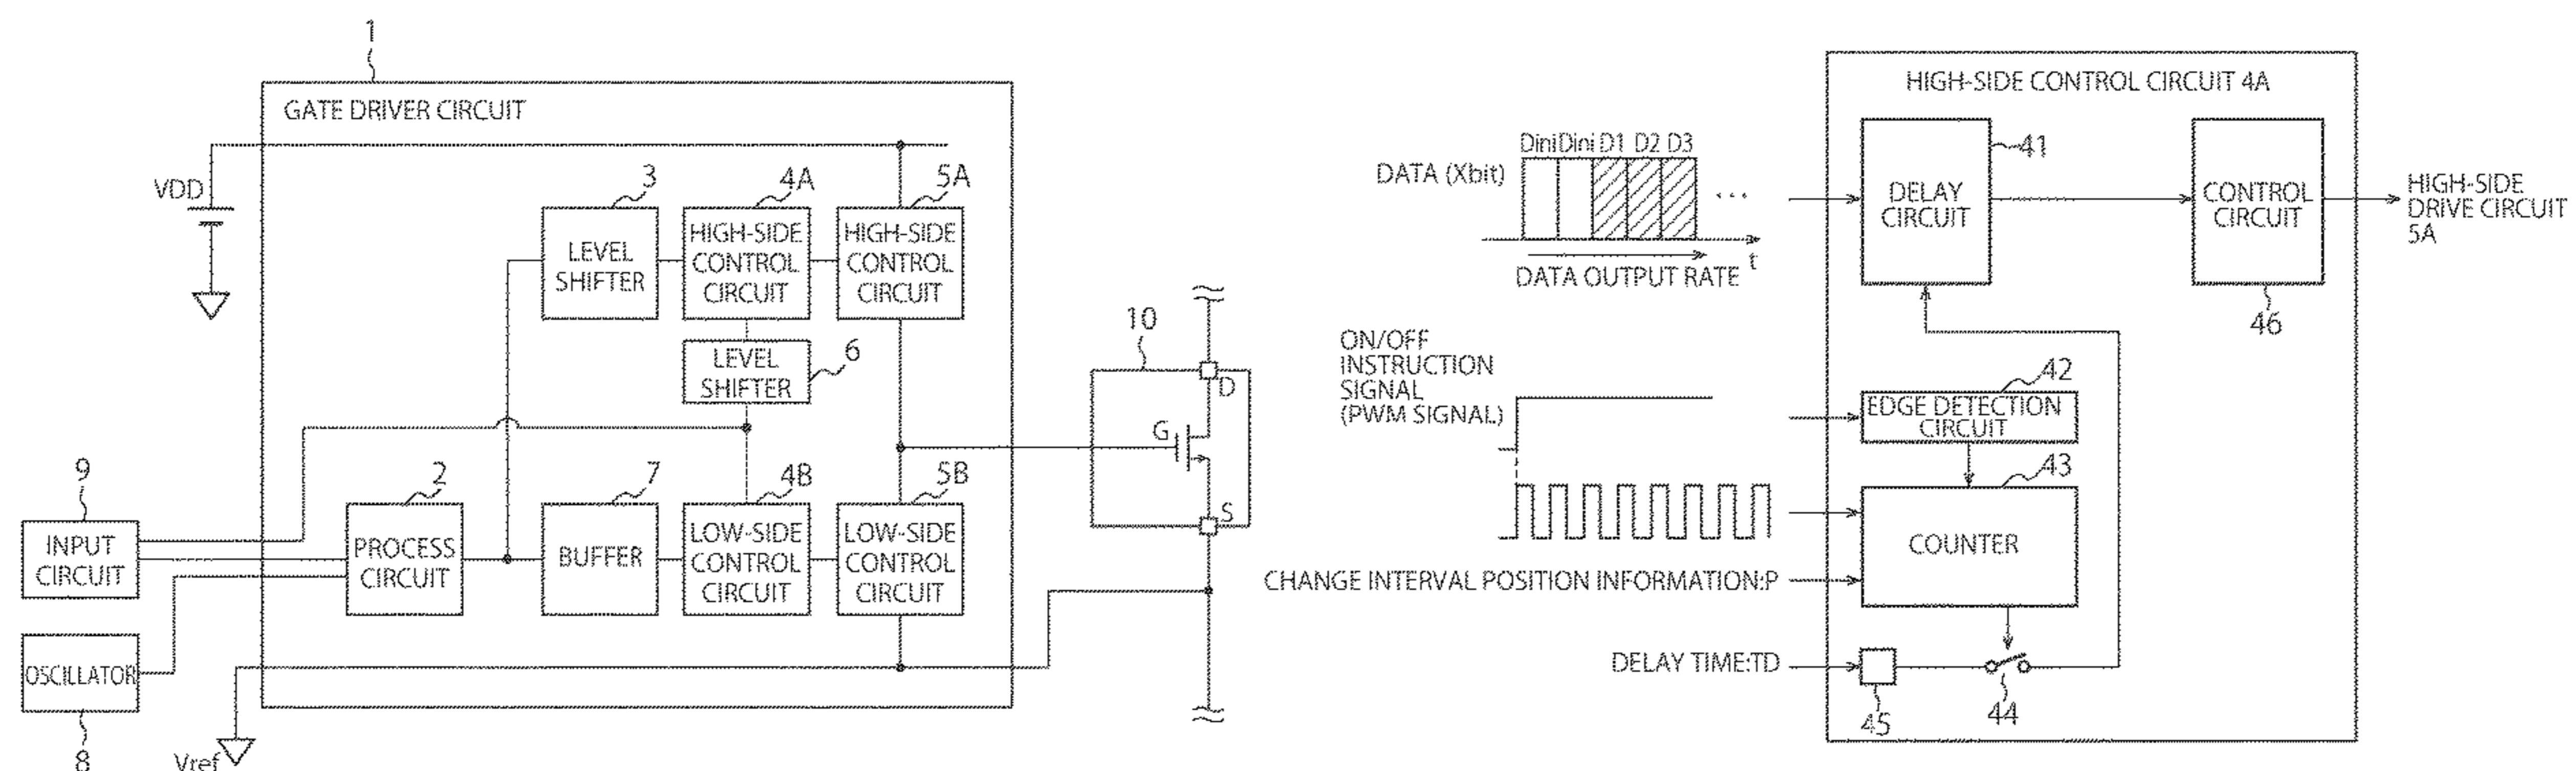 1
GATE DRIVER CIRCUIT
VDD
3
LEVEL
SHIFTER
4A
HIGH-SIDE
CONTROL
CIRCUIT
5A
HIGH-SIDE
CONTROL
CIRCUIT
LEVEL
SHIFTER
6
10
D
G
S
9
INPUT
CIRCUIT
2
PROCESS
CIRCUIT
7
BUFFER
4B
LOW-SIDE
CONTROL
CIRCUIT
5B
LOW-SIDE
CONTROL
CIRCUIT
OSCILLATOR
8
Vref
HIGH-SIDE CONTROL CIRCUIT 4A
Dini Dini D1 D2 D3
DATA (Xbit)
...
t
DATA OUTPUT RATE
DELAY
CIRCUIT
41
CONTROL
CIRCUIT
46
HIGH-SIDE
DRIVE CIRCUIT
5A
ON/OFF
INSTRUCTION
SIGNAL
(PWM SIGNAL)
42
EDGE DETECTION
CIRCUIT
43
COUNTER
CHANGE INTERVAL POSITION INFORMATION:P
DELAY TIME:TD
45
44